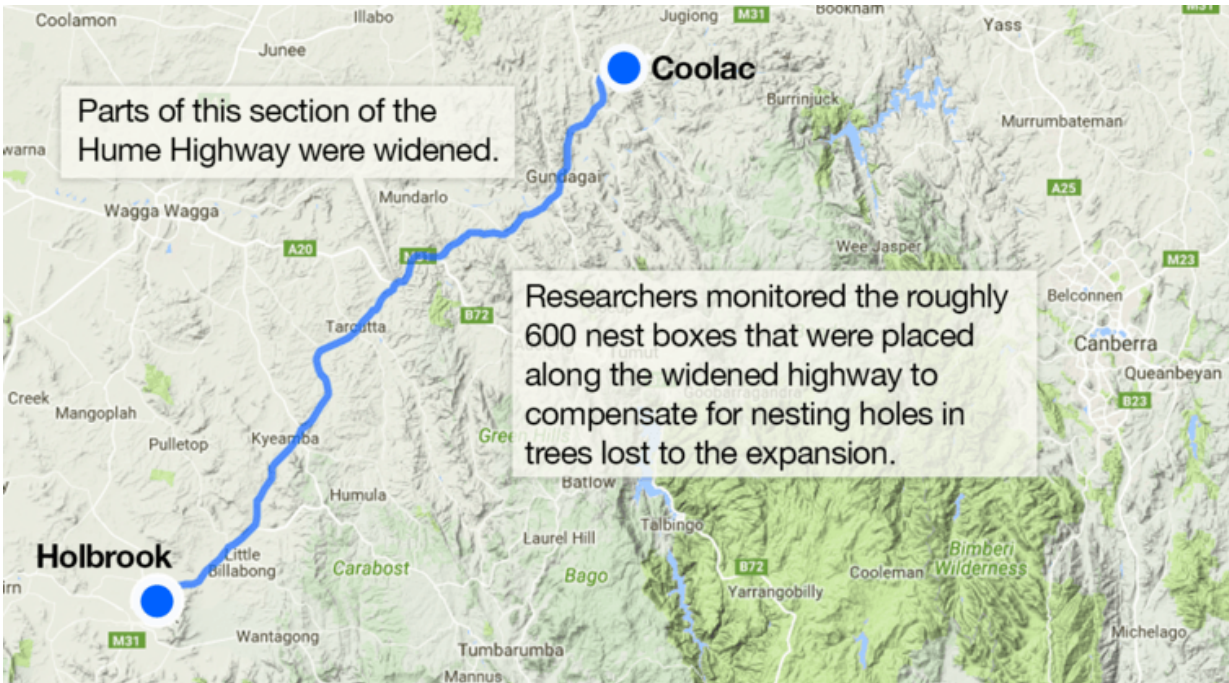 Coolamon
Illabo
Jugiong
M31
Bookham
M31
Yass
Junee
Coolac
Burrinjuck
Parts of this section of the
Hume Highway were widened.
Murrumbateman
Gundagai
A25
Mundarlo
Wagga Wagga
A20
Wee Jasper
M23
Researchers monitored the roughly
600 nest boxes that were placed
along the widened highway to
compensate for nesting holes in
trees lost to the expansion.
Belconnen
B72
Tarcutta
Tumut
Canberra
Queanbeyan
Creek
Mangoplah
B23
Pulletop
Kyeamba
Green Hills
Batlow
Humula
Talbingo
Laurel Hill
Holbrook
Little
Billabong
Carabost
Bago
B72
Cooleman
Bimberi
Wilderness
Yarrangobilly
M31
Wantagong
Tumbarumba
Michelago
Mannus